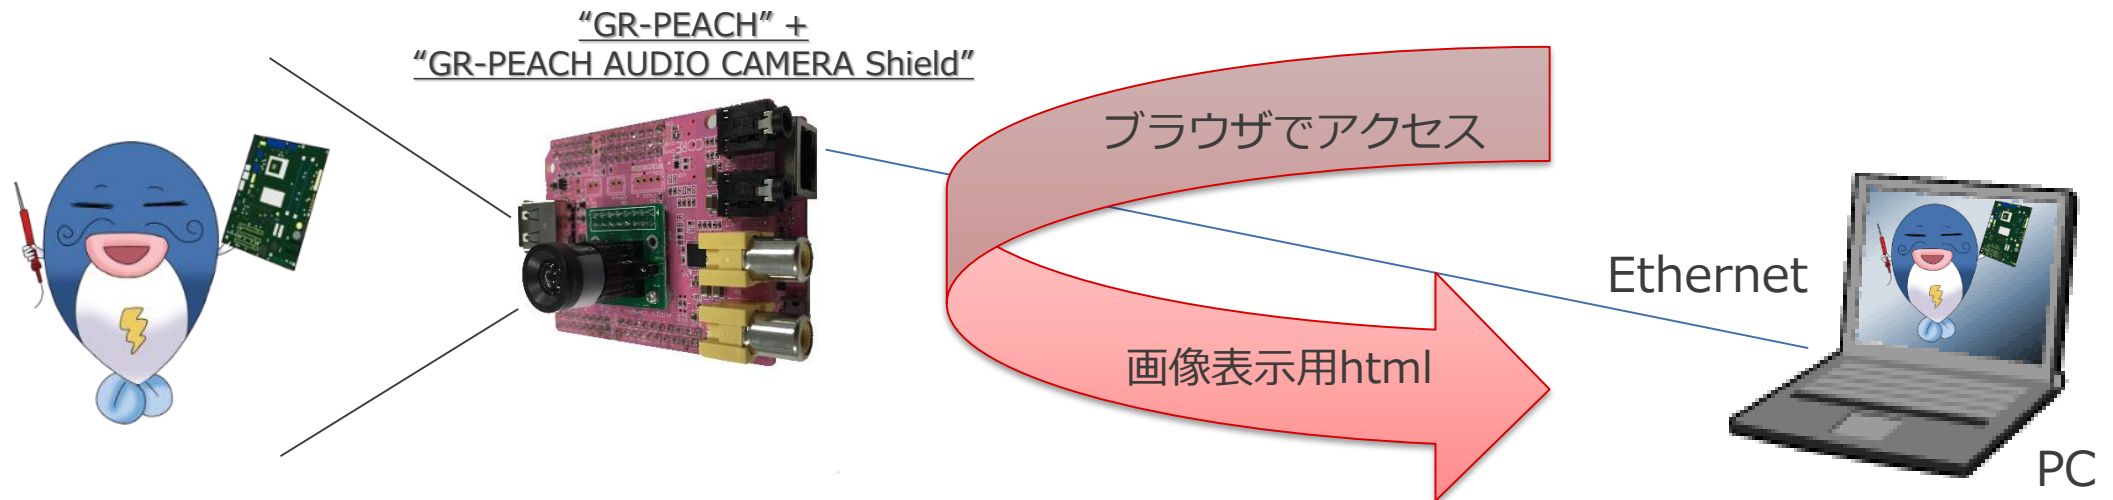 “GR-PEACH” +
“GR-PEACH AUDIO CAMERA Shield”
ブラウザでアクセス
Ethernet
画像表示用html
PC